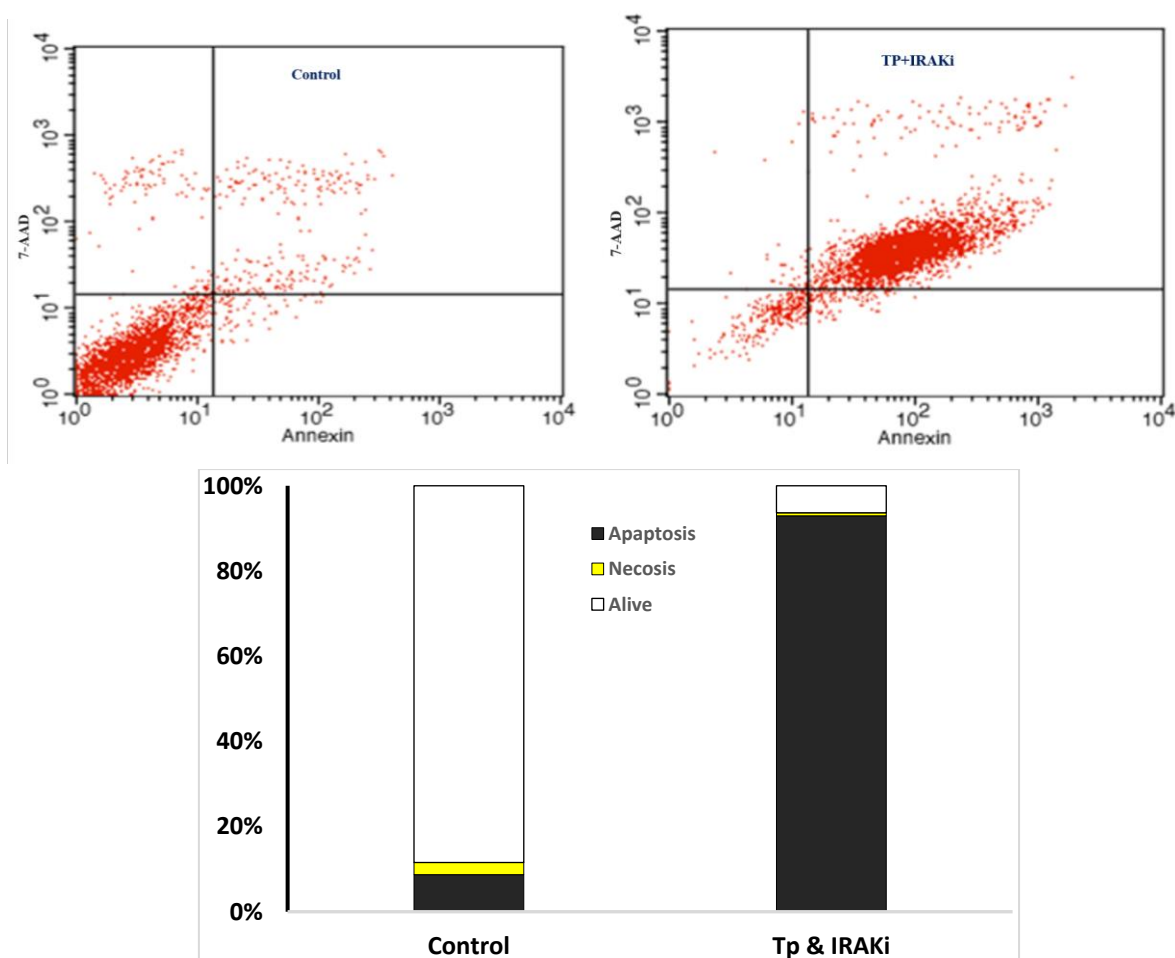 Control
10^4
10^3
10^2
10^1
10^0
7-AAD
10^0 10^1 10^2 10^3 10^4
Annexin
TP+IRAKi
10^4
10^3
10^2
10^1
10^0
7-AAD
10^0 10^1 10^2 10^3 10^4
Annexin
100%
80%
60%
40%
20%
0%
Apaptosis
Necosis
Alive
Control Tp & IRAKi